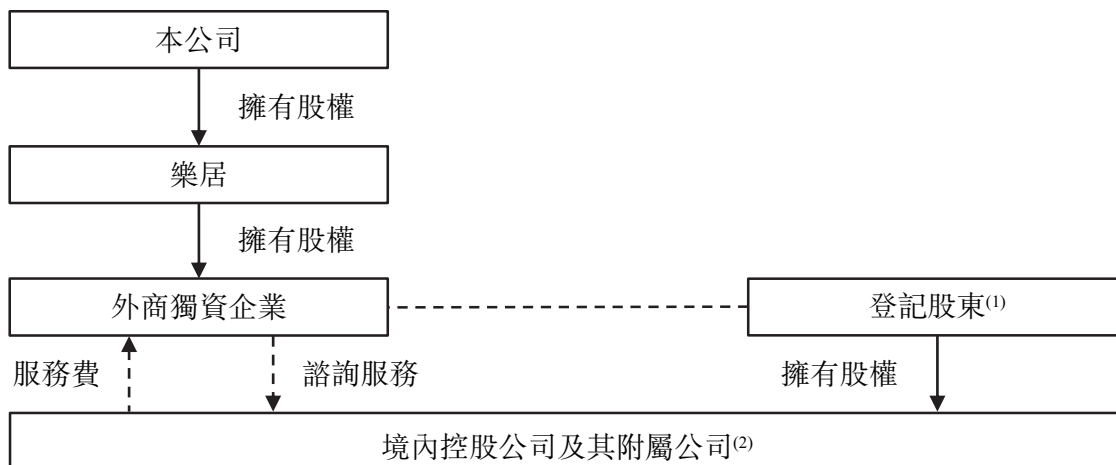 本公司
擁有股權
樂居
擁有股權
外商獨資企業
登記股東(1)
服務費
諮詢服務
擁有股權
境內控股公司及其附屬公司(2)